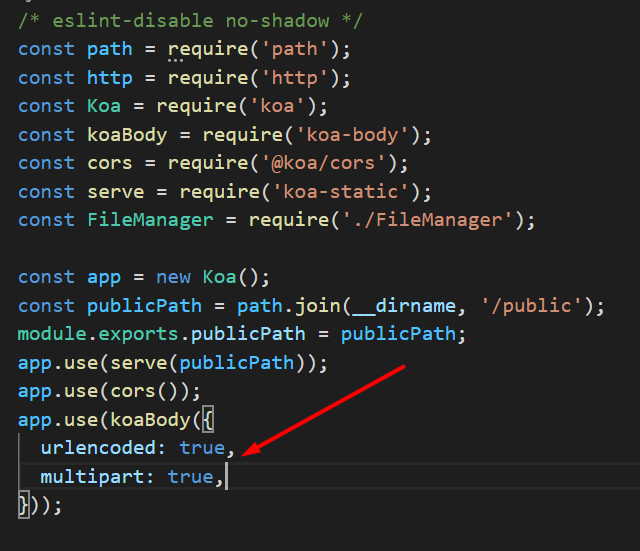 /* eslint-disable no-shadow */
const path = require('path');
const http = require('http');
const Koa = require('koa');
const koaBody = require('koa-body');
const cors = require('@koa/cors');
const serve = require('koa-static');
const FileManager = require('./FileManager');
const app = new Koa();
const publicPath = path.join(__dirname, '/public');
module.exports.publicPath = publicPath;
app.use(serve(publicPath));
app.use(cors());
app.use(koaBody({
  urlencoded: true,
  multipart: true,
}));